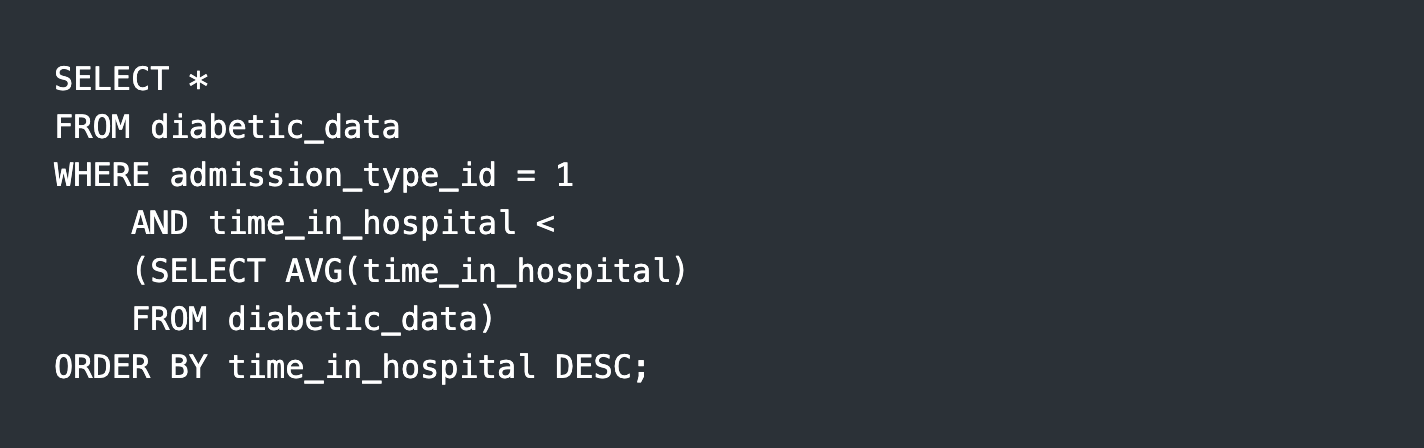 SELECT *
FROM diabetic_data
WHERE admission_type_id = 1
    AND time_in_hospital <
    (SELECT AVG(time_in_hospital)
    FROM diabetic_data)
ORDER BY time_in_hospital DESC;